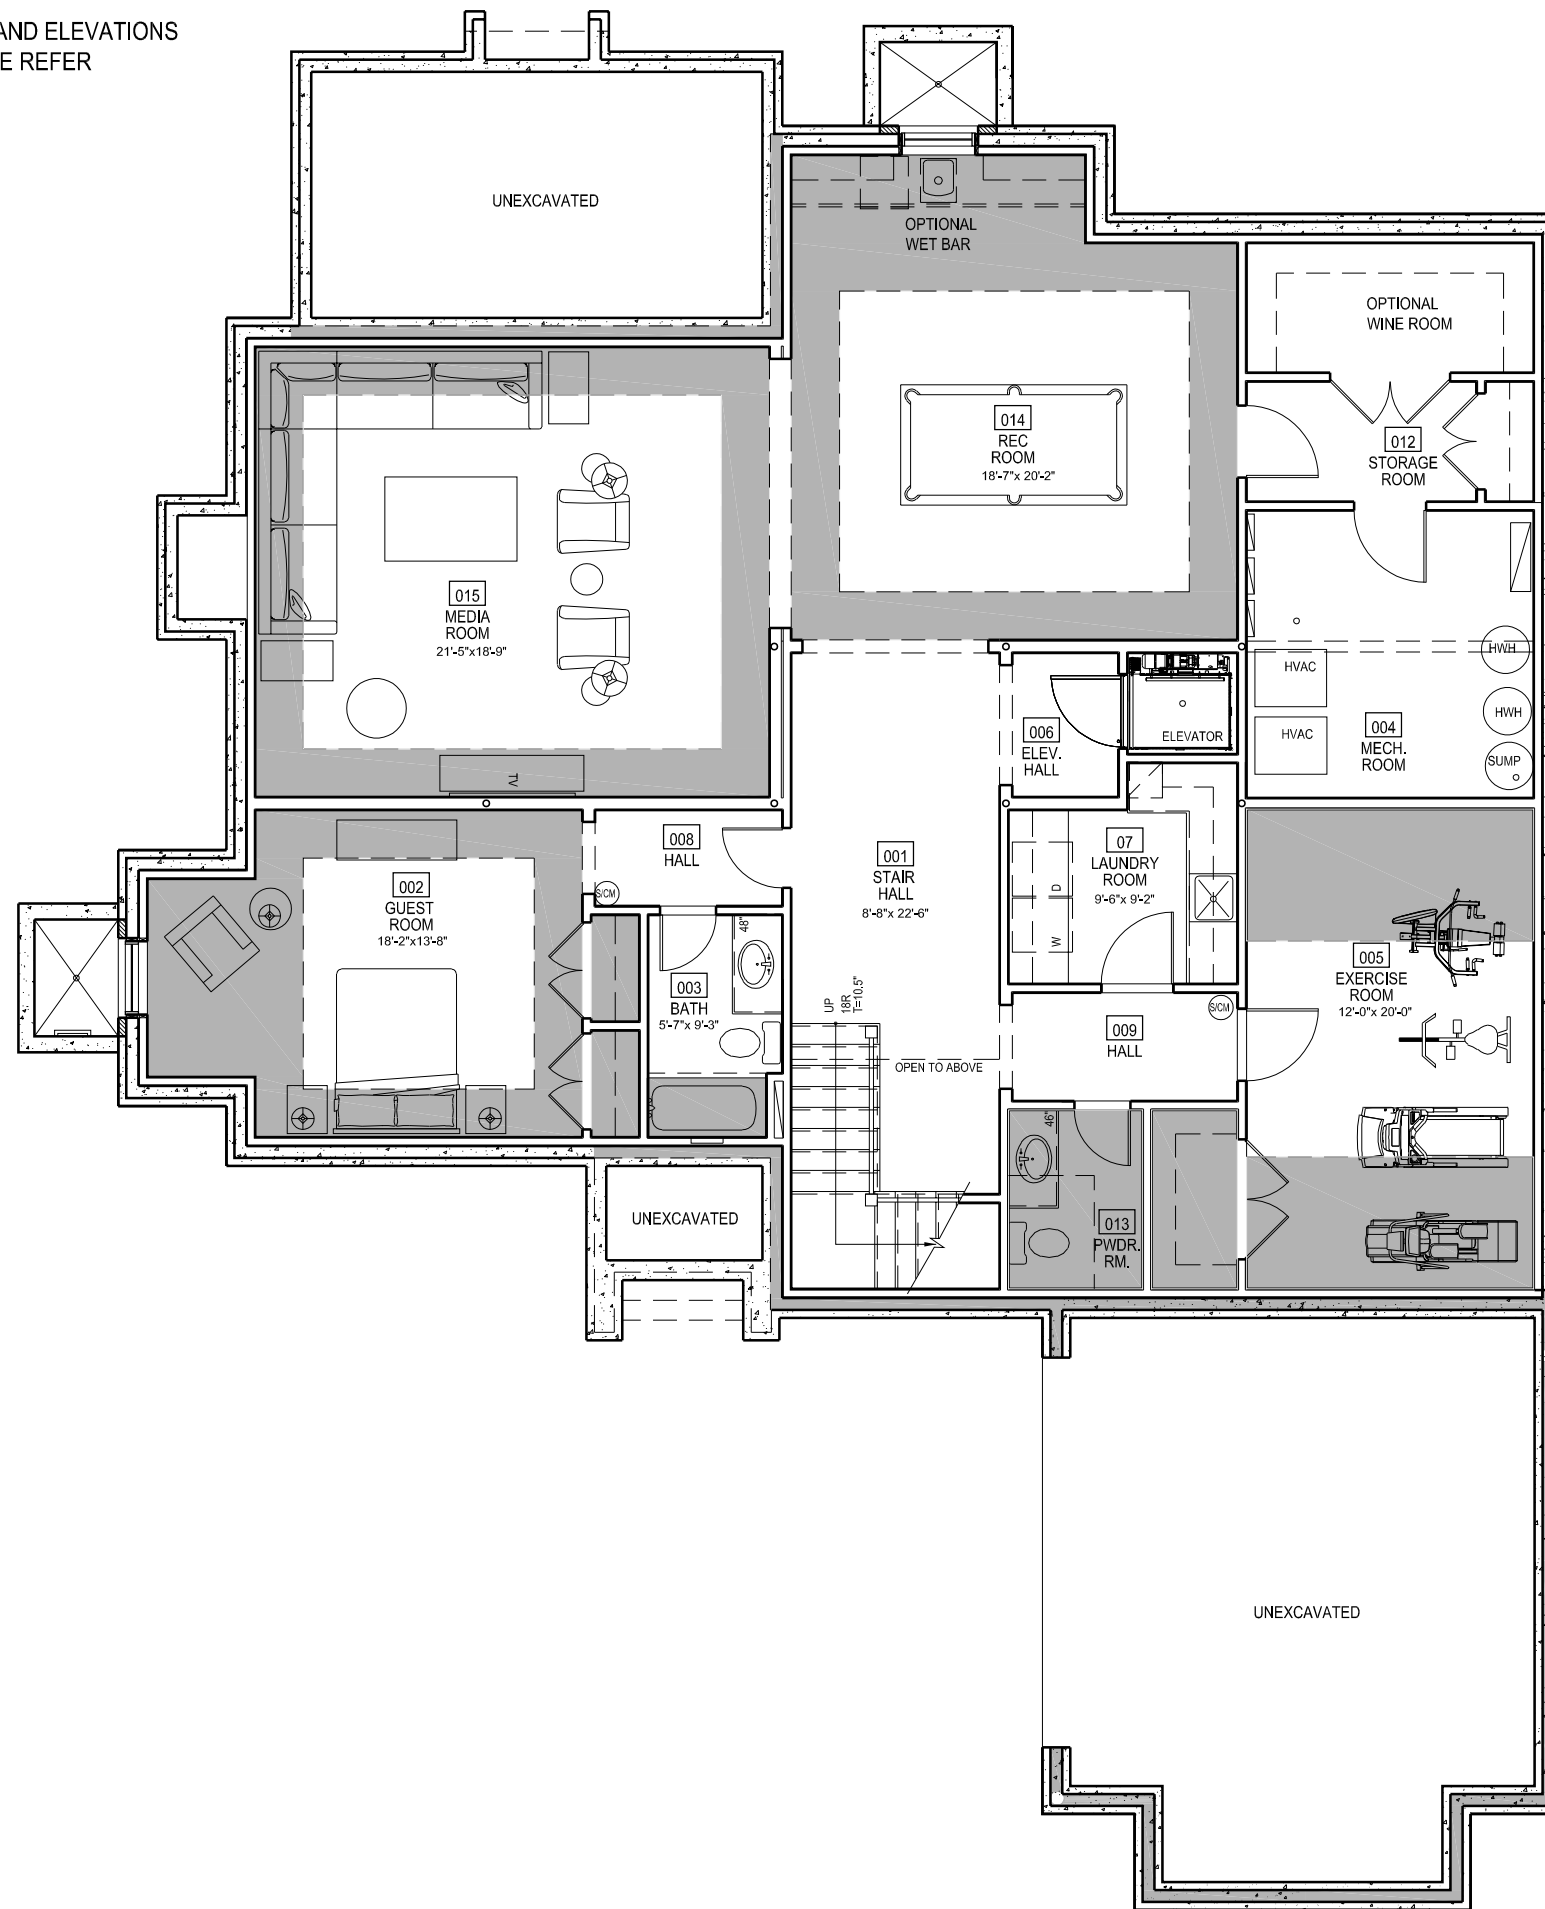 AND ELEVATIONS
E REFER
UNEXCAVATED
OPTIONAL
WET BAR
OPTIONAL
WINE ROOM
014
REC
ROOM
18'-7"x 20'-2"
012
STORAGE
ROOM
015
MEDIA
ROOM
21'-5"x18'-9"
HWH
HVAC
HWH
HVAC
SUMP
004
MECH.
ROOM
006
ELEV.
HALL
ELEVATOR
TV
008
HALL
S/CM
001
STAIR
HALL
8'-8"x 22'-6"
07
LAUNDRY
ROOM
9'-6"x 9'-2"
D
W
002
GUEST
ROOM
18'-2"x13'-8"
48"
003
BATH
5'-7"x 9'-3"
005
EXERCISE
ROOM
12'-0"x 20'-0"
UP
18R
T=10.5"
S/CM
009
HALL
OPEN TO ABOVE
46"
013
PWDR.
RM.
UNEXCAVATED
UNEXCAVATED